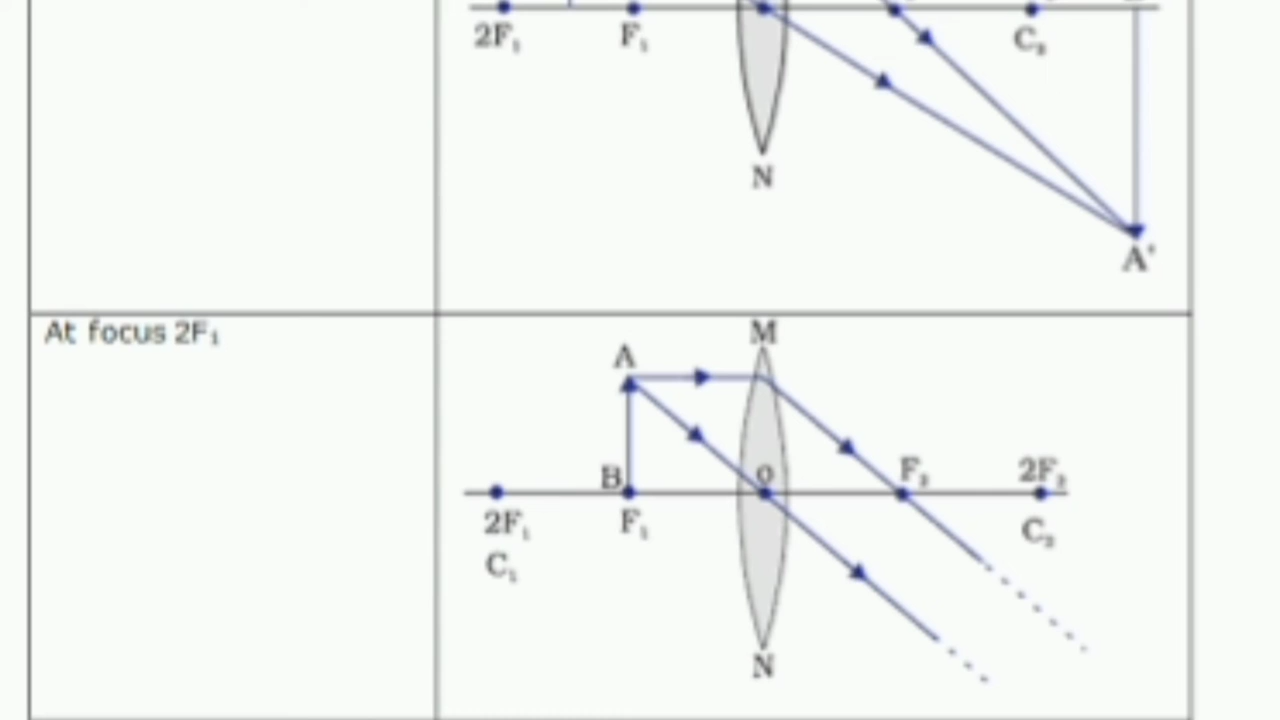 2F₁
F₁
C₂
N
A'
At focus 2F₁
M
A
B
O
F₂
2F₂
2F₁
F₁
C₂
C₁
N